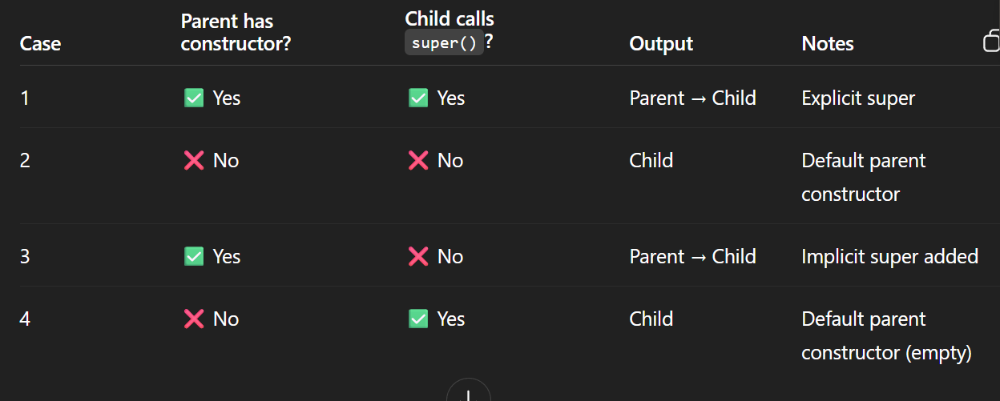 Case Parent has constructor? Child calls super()? Output Notes
1 ✅ Yes ✅ Yes Parent → Child Explicit super
2 ❌ No ❌ No Child Default parent constructor
3 ✅ Yes ❌ No Parent → Child Implicit super added
4 ❌ No ✅ Yes Child Default parent constructor (empty)